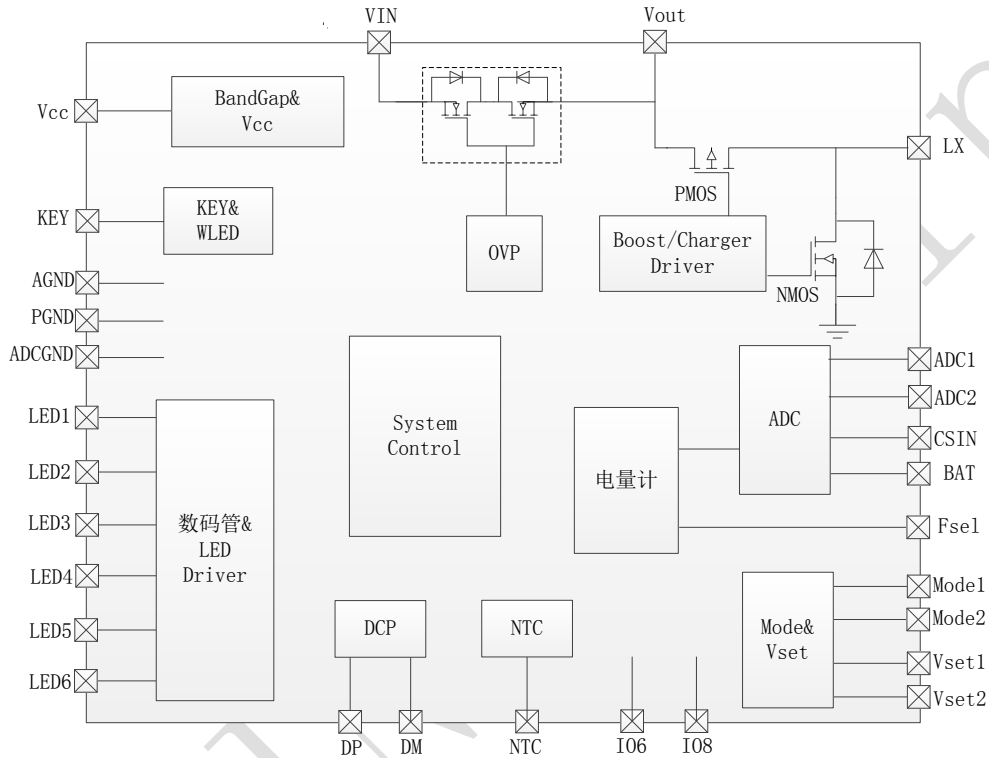 VIN
Vout
Vcc
BandGap&
Vcc
LX
PMOS
KEY
KEY&
WLED
OVP
Boost/Charger
Driver
NMOS
AGND
PGND
ADCGND
ADC1
ADC2
CSIN
BAT
ADC
System
Control
电量计
Fsel
LED1
LED2
LED3
LED4
LED5
LED6
数码管&
LED
Driver
DCP
NTC
Mode&
Vset
Mode1
Mode2
Vset1
Vset2
DP
DM
NTC
IO6
IO8